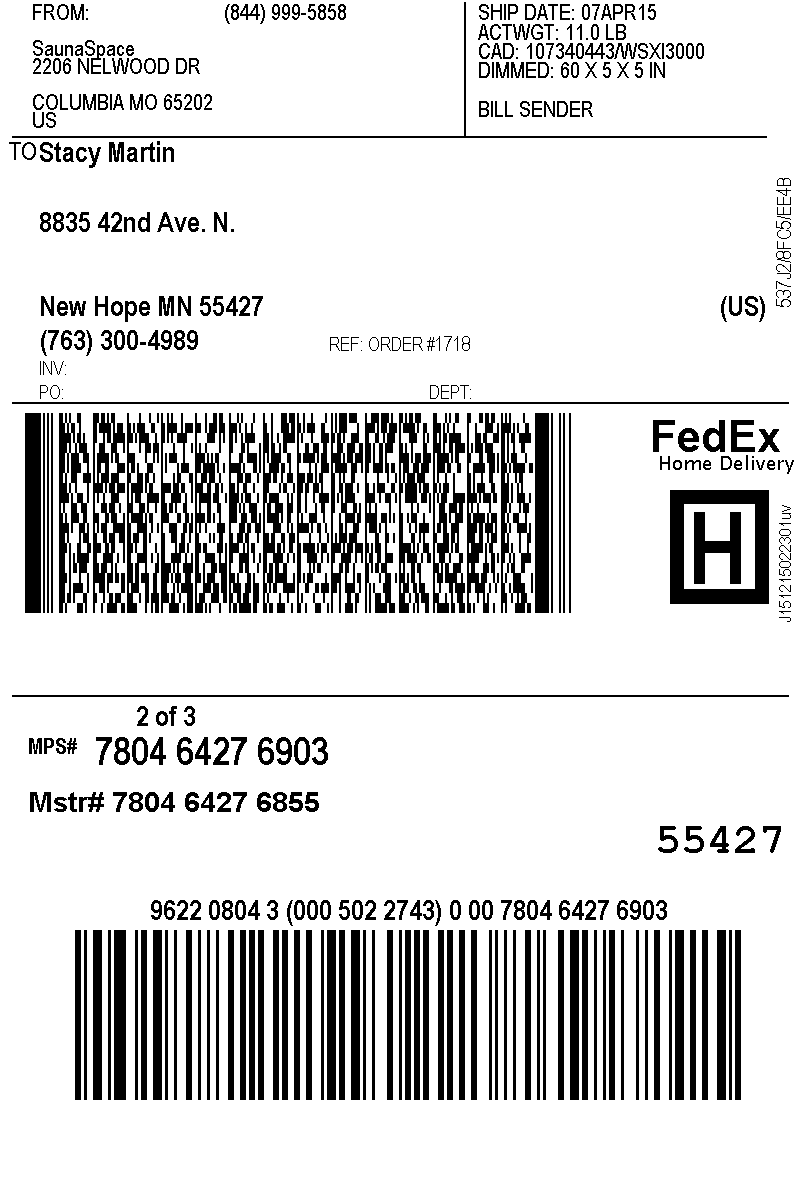 FROM: (844) 999-5858
SaunaSpace
2206 NELWOOD DR
COLUMBIA MO 65202
US
SHIP DATE: 07APR15
ACTWGT: 11.0 LB
CAD: 107340443/WSXI3000
DIMMED: 60 X 5 X 5 IN
BILL SENDER
TO Stacy Martin
8835 42nd Ave. N.
New Hope MN 55427 (US)
(763) 300-4989 REF: ORDER #1718
INV:
PO: DEPT:
537J2/8FC5/EE4B
FedEx
Home Delivery
H
J151215022301uv
2 of 3
MPS# 7804 6427 6903
Mstr# 7804 6427 6855
55427
9622 0804 3 (000 502 2743) 0 00 7804 6427 6903